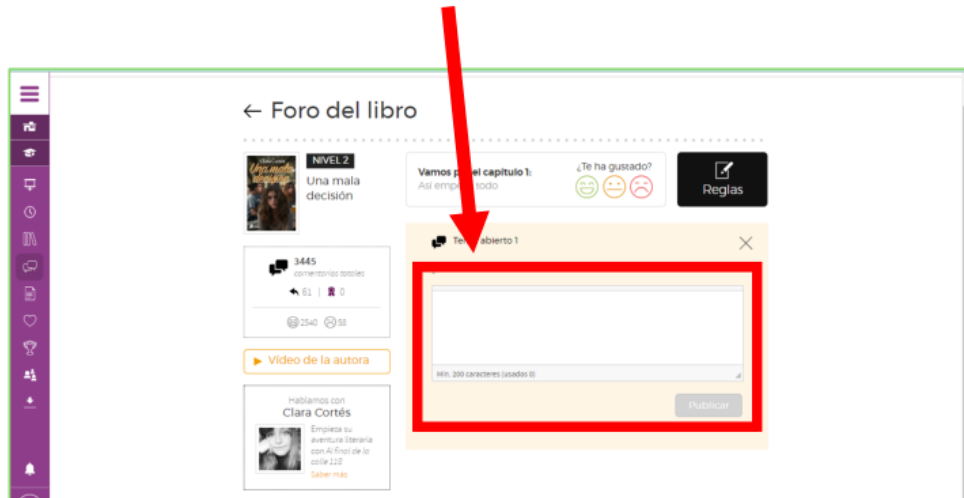 ← Foro del libro
NIVEL 2
Una mala
decisión
Vamos el capítulo 1:
Así empe todo
¿Te ha gustado?
Reglas
abierto 1
3445
comentarios totales
61 | 0
2540 58
Vídeo de la autora
Min. 200 caracteres (usados 0)
Publicar
Hablamos con
Clara Cortés
Empieza su
aventura literaria
con Al final de la
calle 118
Saber más